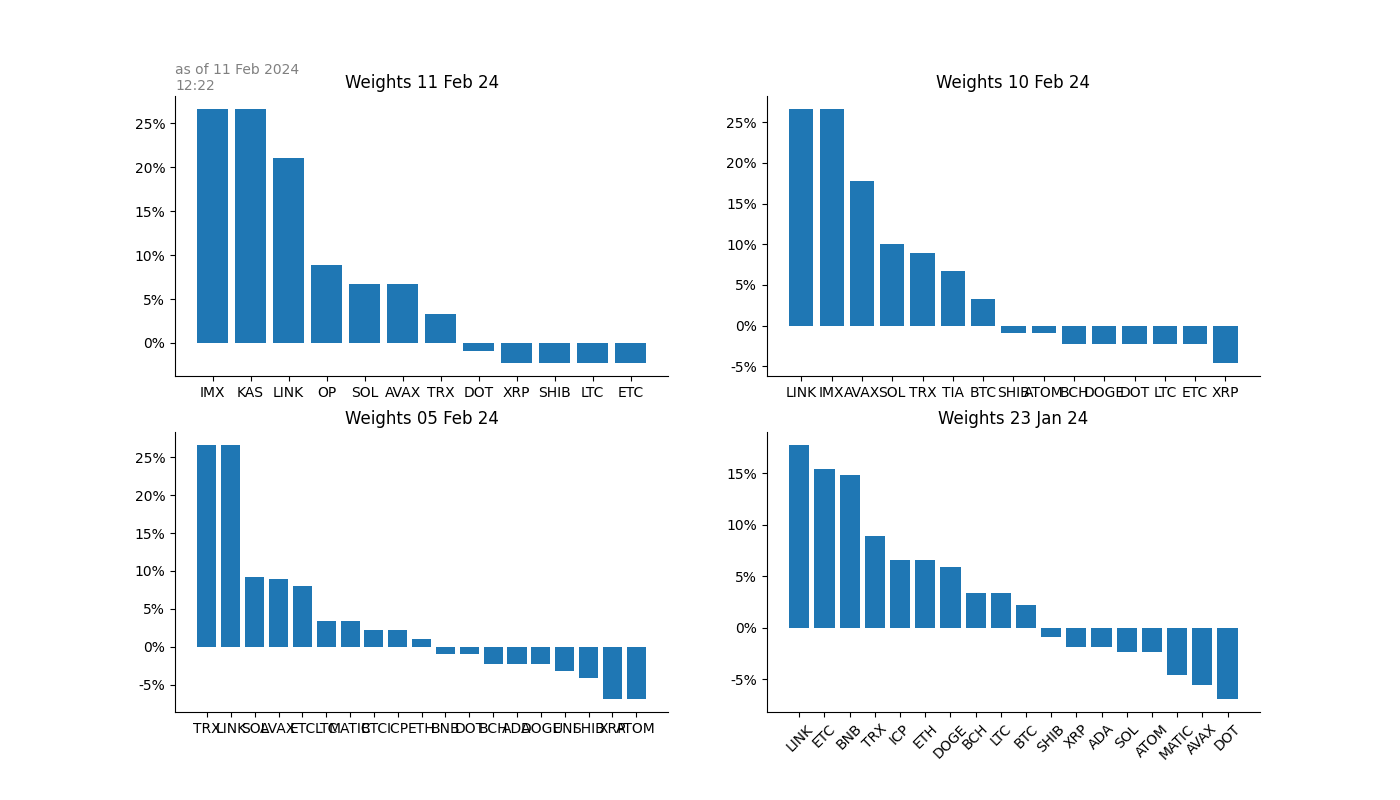 as of 11 Feb 2024
12:22
Weights 11 Feb 24
25%
20%
15%
10%
5%
0%
IMX KAS LINK OP SOL AVAX TRX DOT XRP SHIB LTC ETC
Weights 10 Feb 24
25%
20%
15%
10%
5%
0%
-5%
LINK IMX AVAX SOL TRX TIA BTC SHIB ATOM BCH DOGE DOT LTC ETC XRP
Weights 05 Feb 24
25%
20%
15%
10%
5%
0%
-5%
TRX LINK SOL AVAX ETC LTC MATIC BTC ICP ETH BNB DOT BCH ADA DOGE UNI SHIB XRP ATOM
Weights 23 Jan 24
15%
10%
5%
0%
-5%
LINK ETC BNB TRX ICP ETH DOGE BCH LTC BTC SHIB XRP ADA SOL ATOM MATIC AVAX DOT